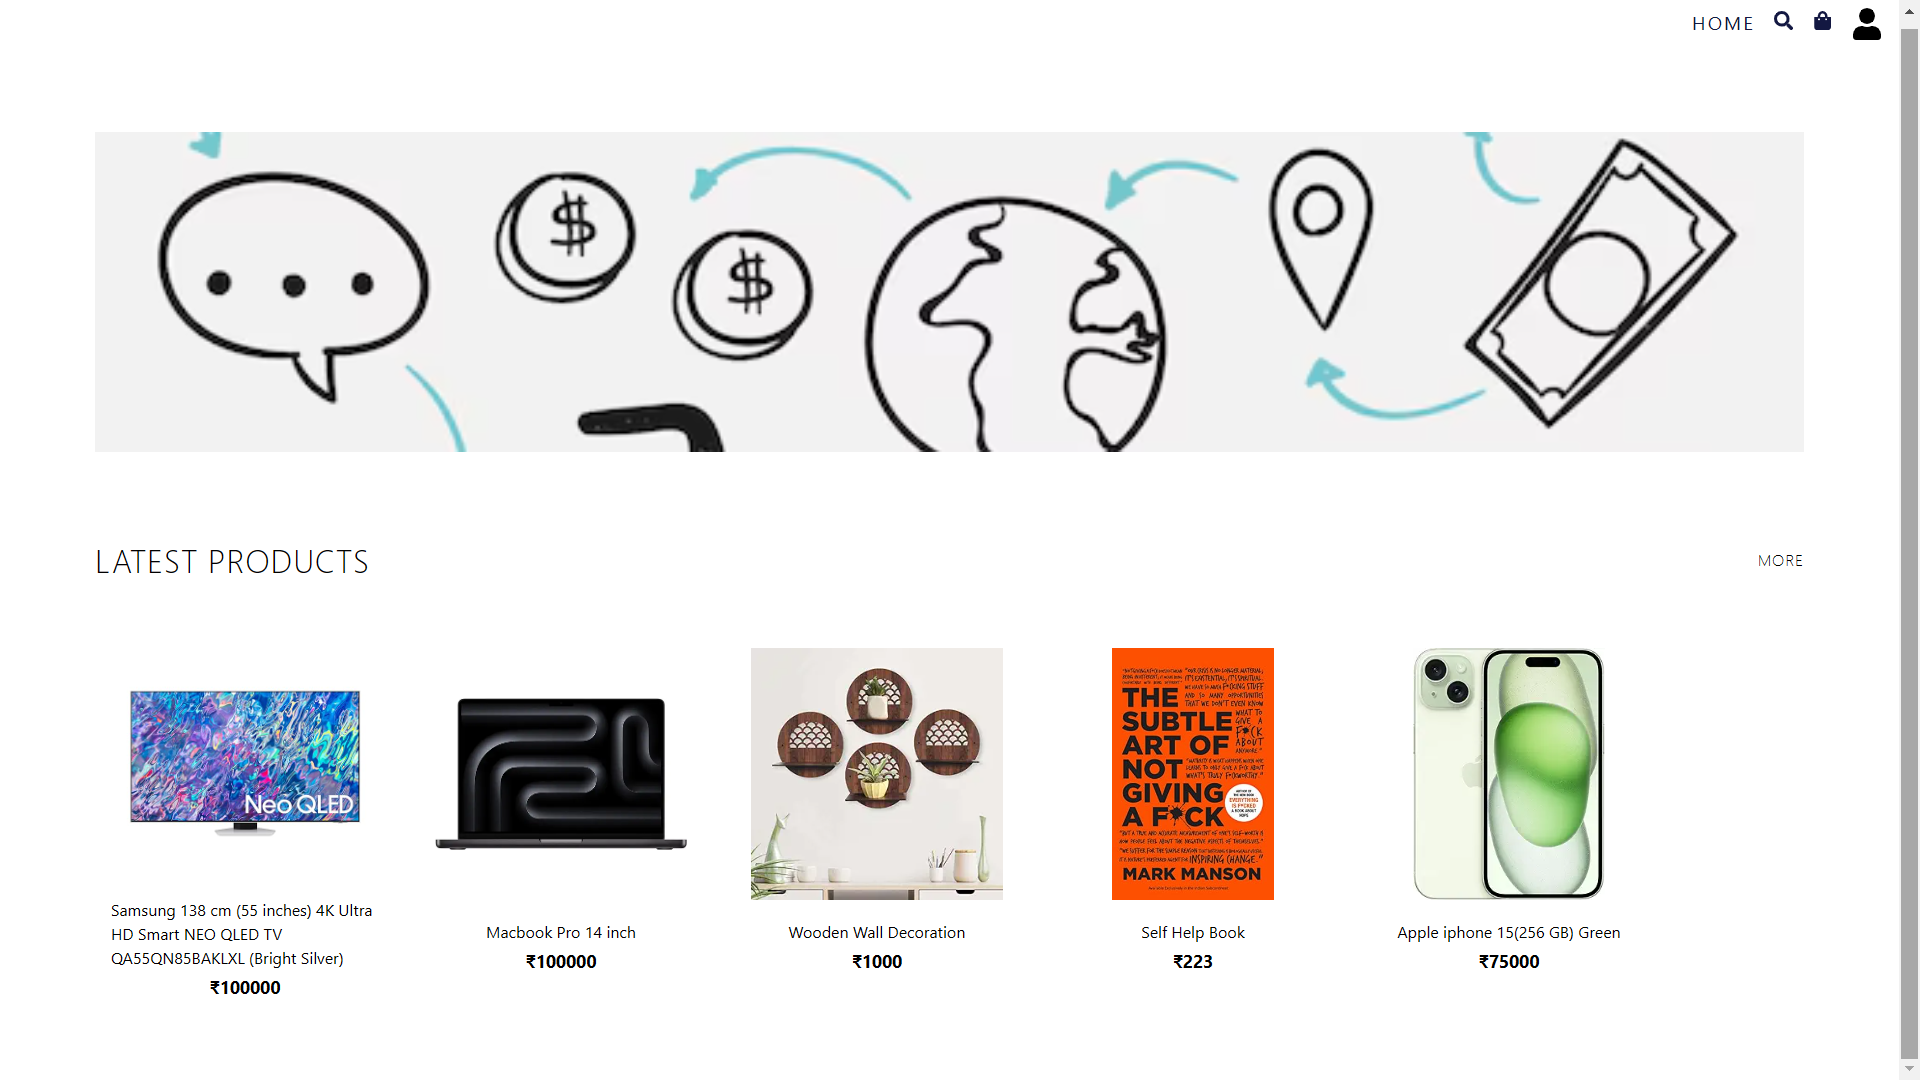 HOME
$
$
LATEST PRODUCTS
MORE
Neo QLED
THE
SUBTLE
ART OF
NOT
GIVING
A F*CK
INSPIRING CHANGE."
MARK MANSON
Samsung 138 cm (55 inches) 4K Ultra
HD Smart NEO QLED TV
QA55QN85BAKLXL (Bright Silver)
₹100000
Macbook Pro 14 inch
₹100000
Wooden Wall Decoration
₹1000
Self Help Book
₹223
Apple iphone 15(256 GB) Green
₹75000